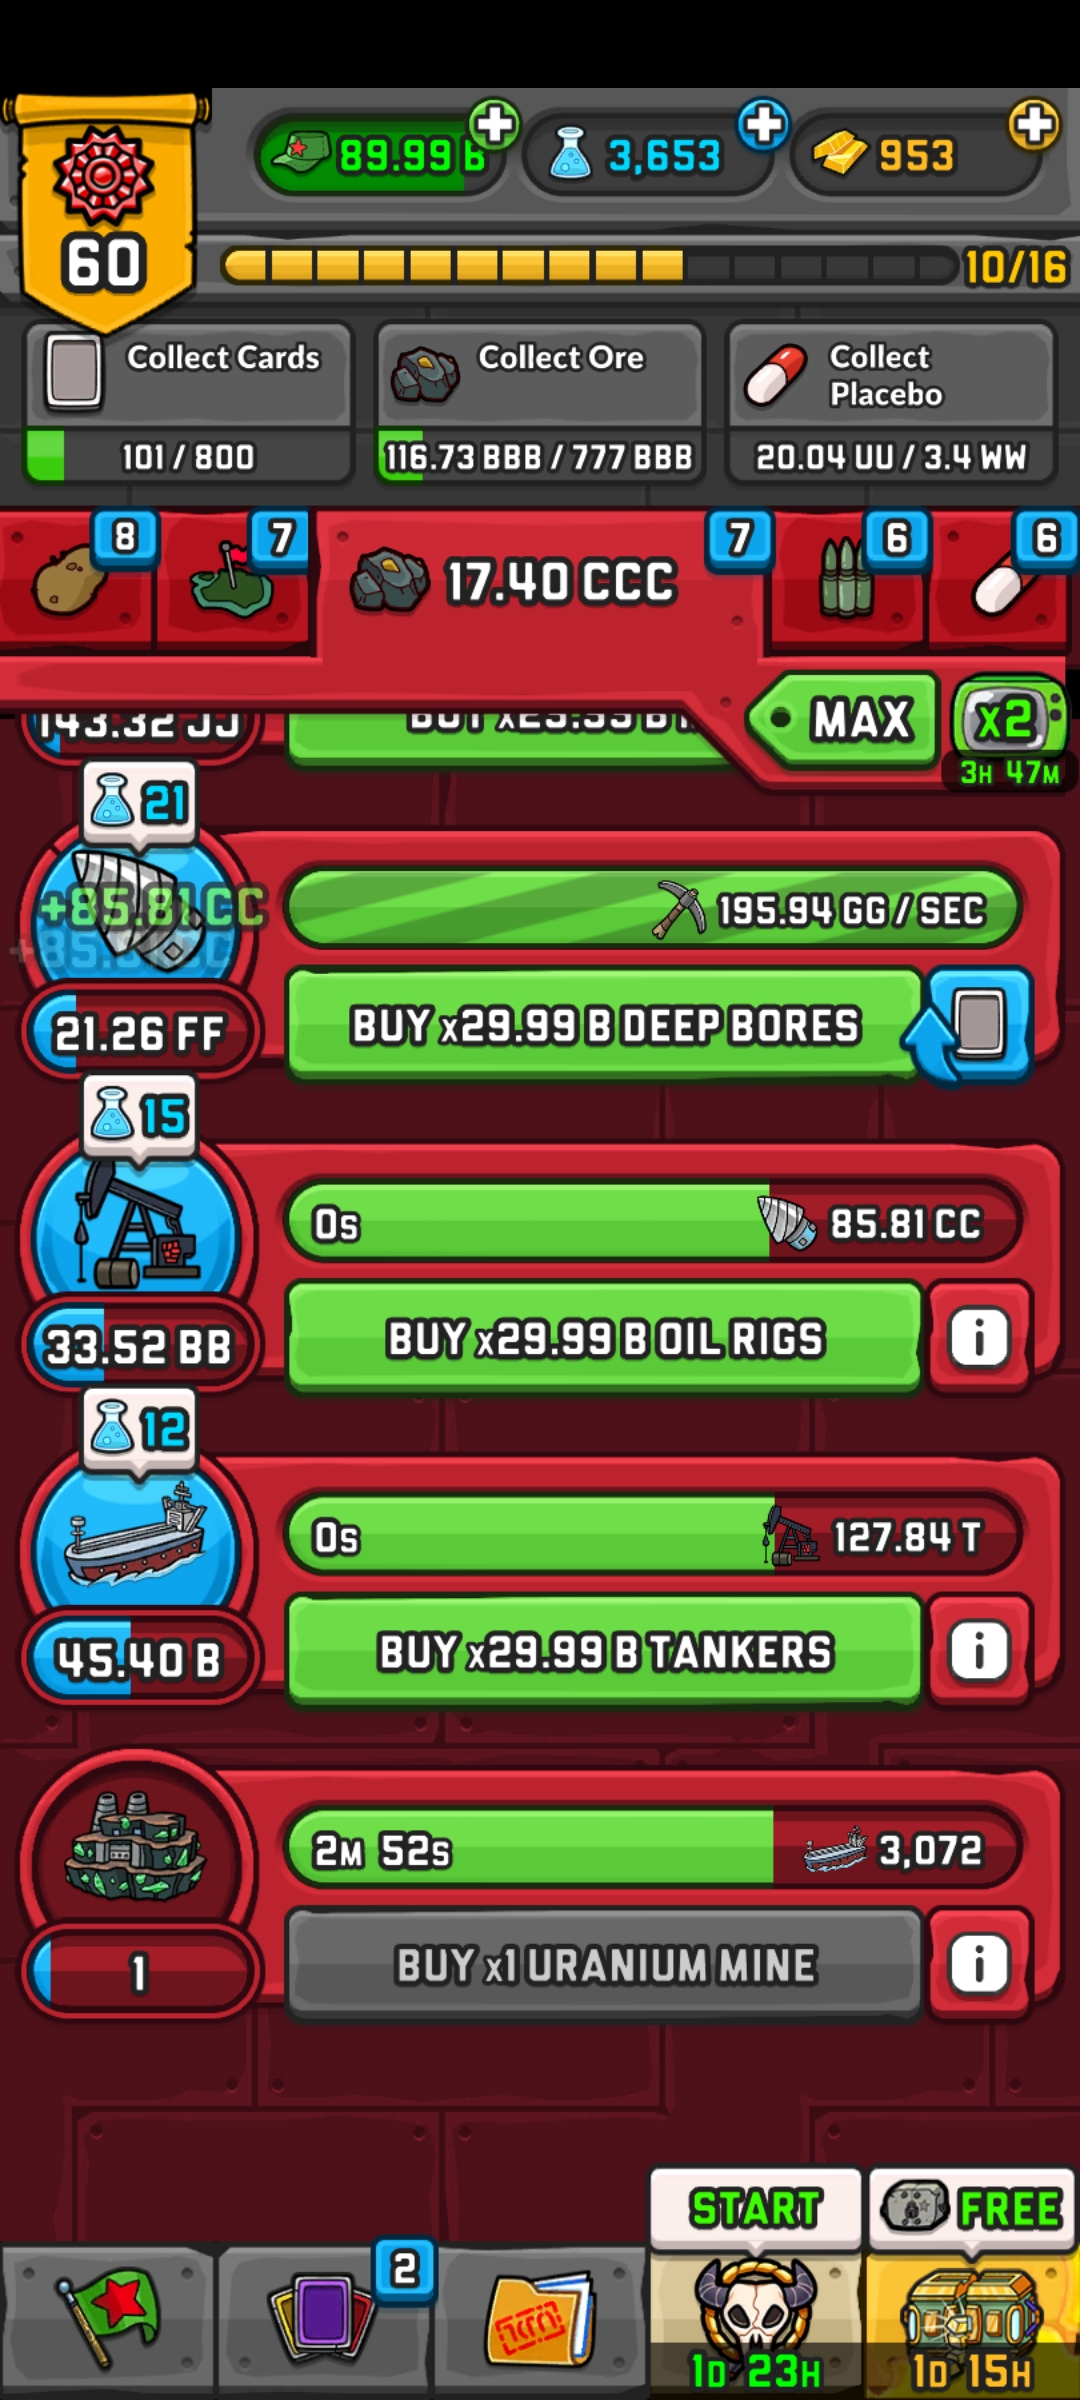 89.99 B
3,653
953
60
10/16
Collect Cards
101 / 800
Collect Ore
116.73 BBB / 777 BBB
Collect
Placebo
20.04 UU / 3.4 WW
8
7
17.40 CCC
7
6
6
MAX
x2
3H 47M
143.32 JJ
21
+85.81 CC
195.94 GG / SEC
21.26 FF
BUY x29.99 B DEEP BORES
15
0s
85.81 CC
33.52 BB
BUY x29.99 B OIL RIGS
i
12
0s
127.84 T
45.40 B
BUY x29.99 B TANKERS
i
2M 52s
3,072
1
BUY x1 URANIUM MINE
i
START
FREE
2
1D 23H
1D 15H